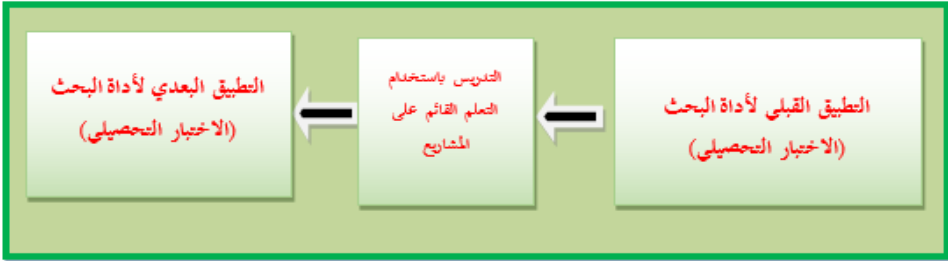 التطبيق القبلي لأداة البحث
(الاختبار التحصيلي)
التدريس باستخدام
التعلم القائم على
المشاريع
التطبيق البعدي لأداة البحث
(الاختبار التحصيلي)